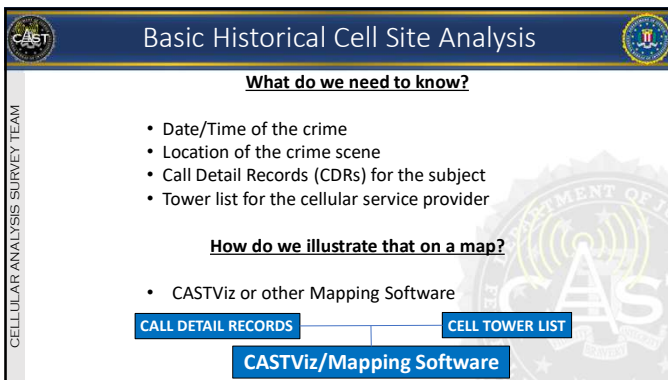 CAST
Basic Historical Cell Site Analysis
CELLULAR ANALYSIS SURVEY TEAM
What do we need to know?
• Date/Time of the crime
• Location of the crime scene
• Call Detail Records (CDRs) for the subject
• Tower list for the cellular service provider
How do we illustrate that on a map?
• CASTViz or other Mapping Software
CALL DETAIL RECORDS
CELL TOWER LIST
CASTViz/Mapping Software